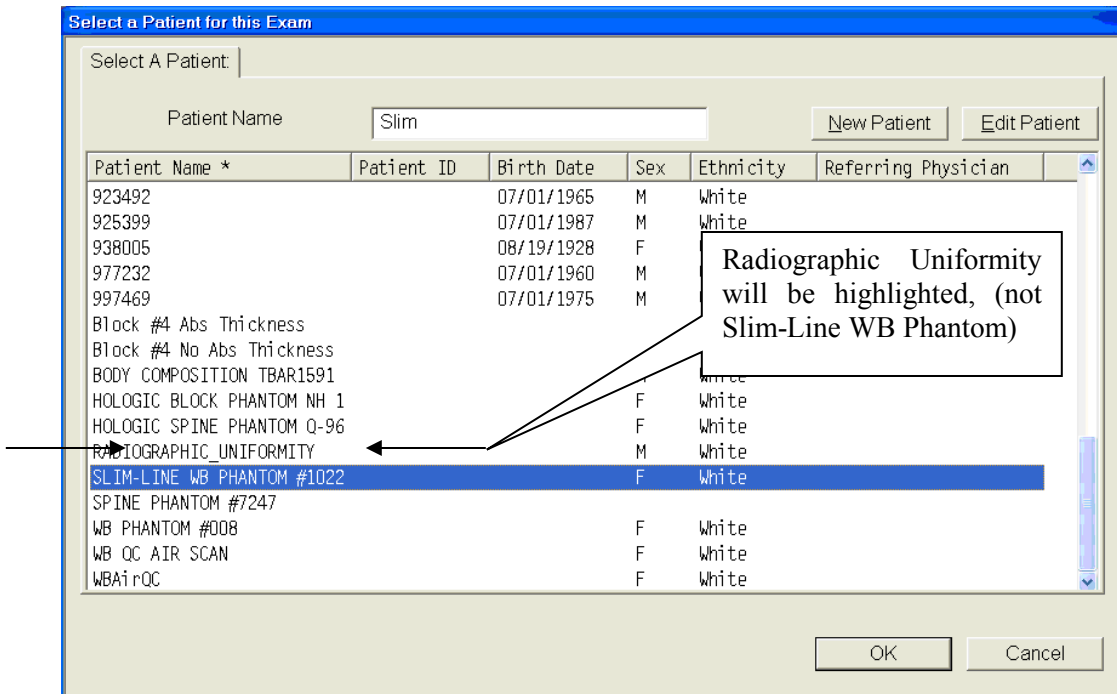 Select a Patient for this Exam
Select A Patient:
Patient Name Slim New Patient Edit Patient
Patient Name * Patient ID Birth Date Sex Ethnicity Referring Physician
923492 07/01/1965 M White
925399 07/01/1987 M White
938005 08/19/1928 F
977232 07/01/1960 M
997469 07/01/1975 M
Radiographic Uniformity
will be highlighted, (not
Slim-Line WB Phantom)
Block #4 Abs Thickness
Block #4 No Abs Thickness
BODY COMPOSITION TBAR1591 White
HOLOGIC BLOCK PHANTOM NH 1 F White
HOLOGIC SPINE PHANTOM Q-96 F White
RADIOGRAPHIC_UNIFORMITY M White
SLIM-LINE WB PHANTOM #1022 F White
SPINE PHANTOM #7247
WB PHANTOM #008 F White
WB QC AIR SCAN F White
WBAirQC F White
OK Cancel